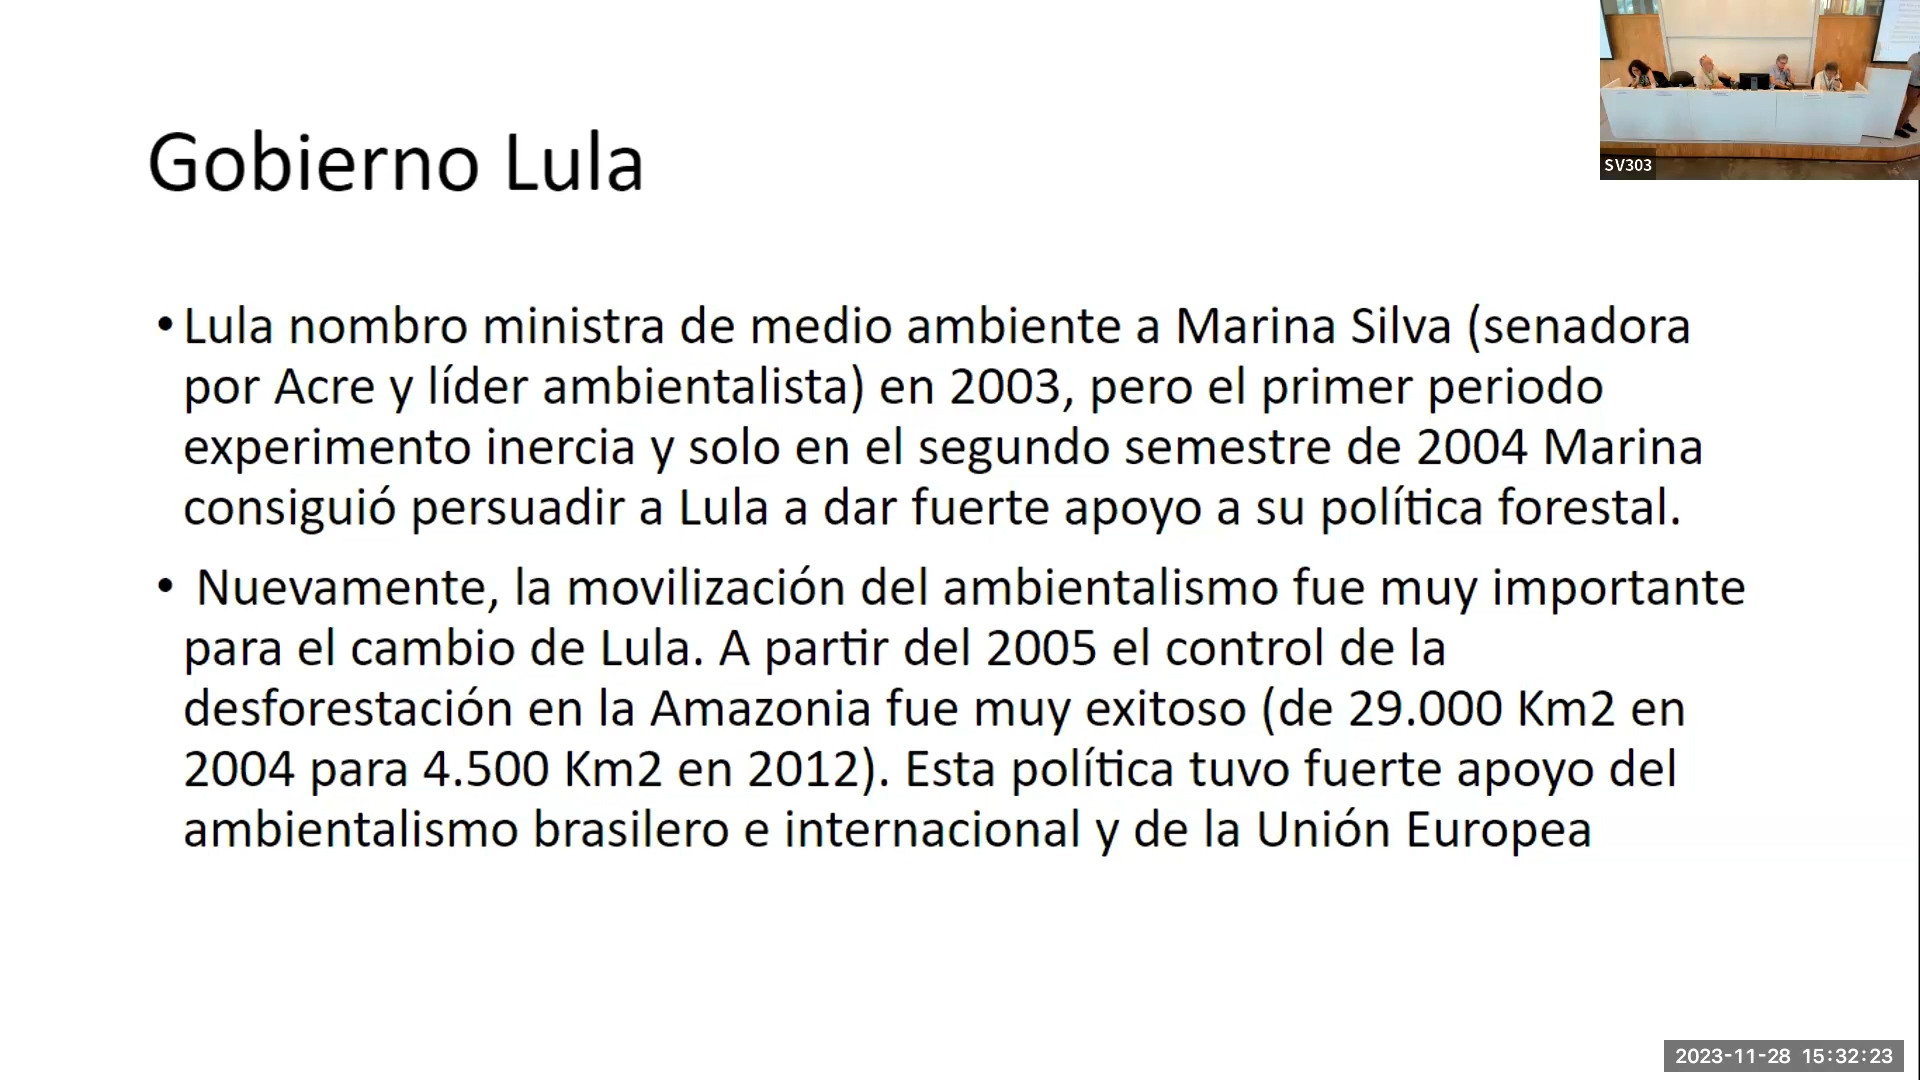 Gobierno Lula
SV303
• Lula nombro ministra de medio ambiente a Marina Silva (senadora
por Acre y líder ambientalista) en 2003, pero el primer periodo
experimento inercia y solo en el segundo semestre de 2004 Marina
consiguió persuadir a Lula a dar fuerte apoyo a su política forestal.
• Nuevamente, la movilización del ambientalismo fue muy importante
para el cambio de Lula. A partir del 2005 el control de la
desforestación en la Amazonia fue muy exitoso (de 29.000 Km2 en
2004 para 4.500 Km2 en 2012). Esta política tuvo fuerte apoyo del
ambientalismo brasilero e internacional y de la Unión Europea
2023-11-28 15:32:23